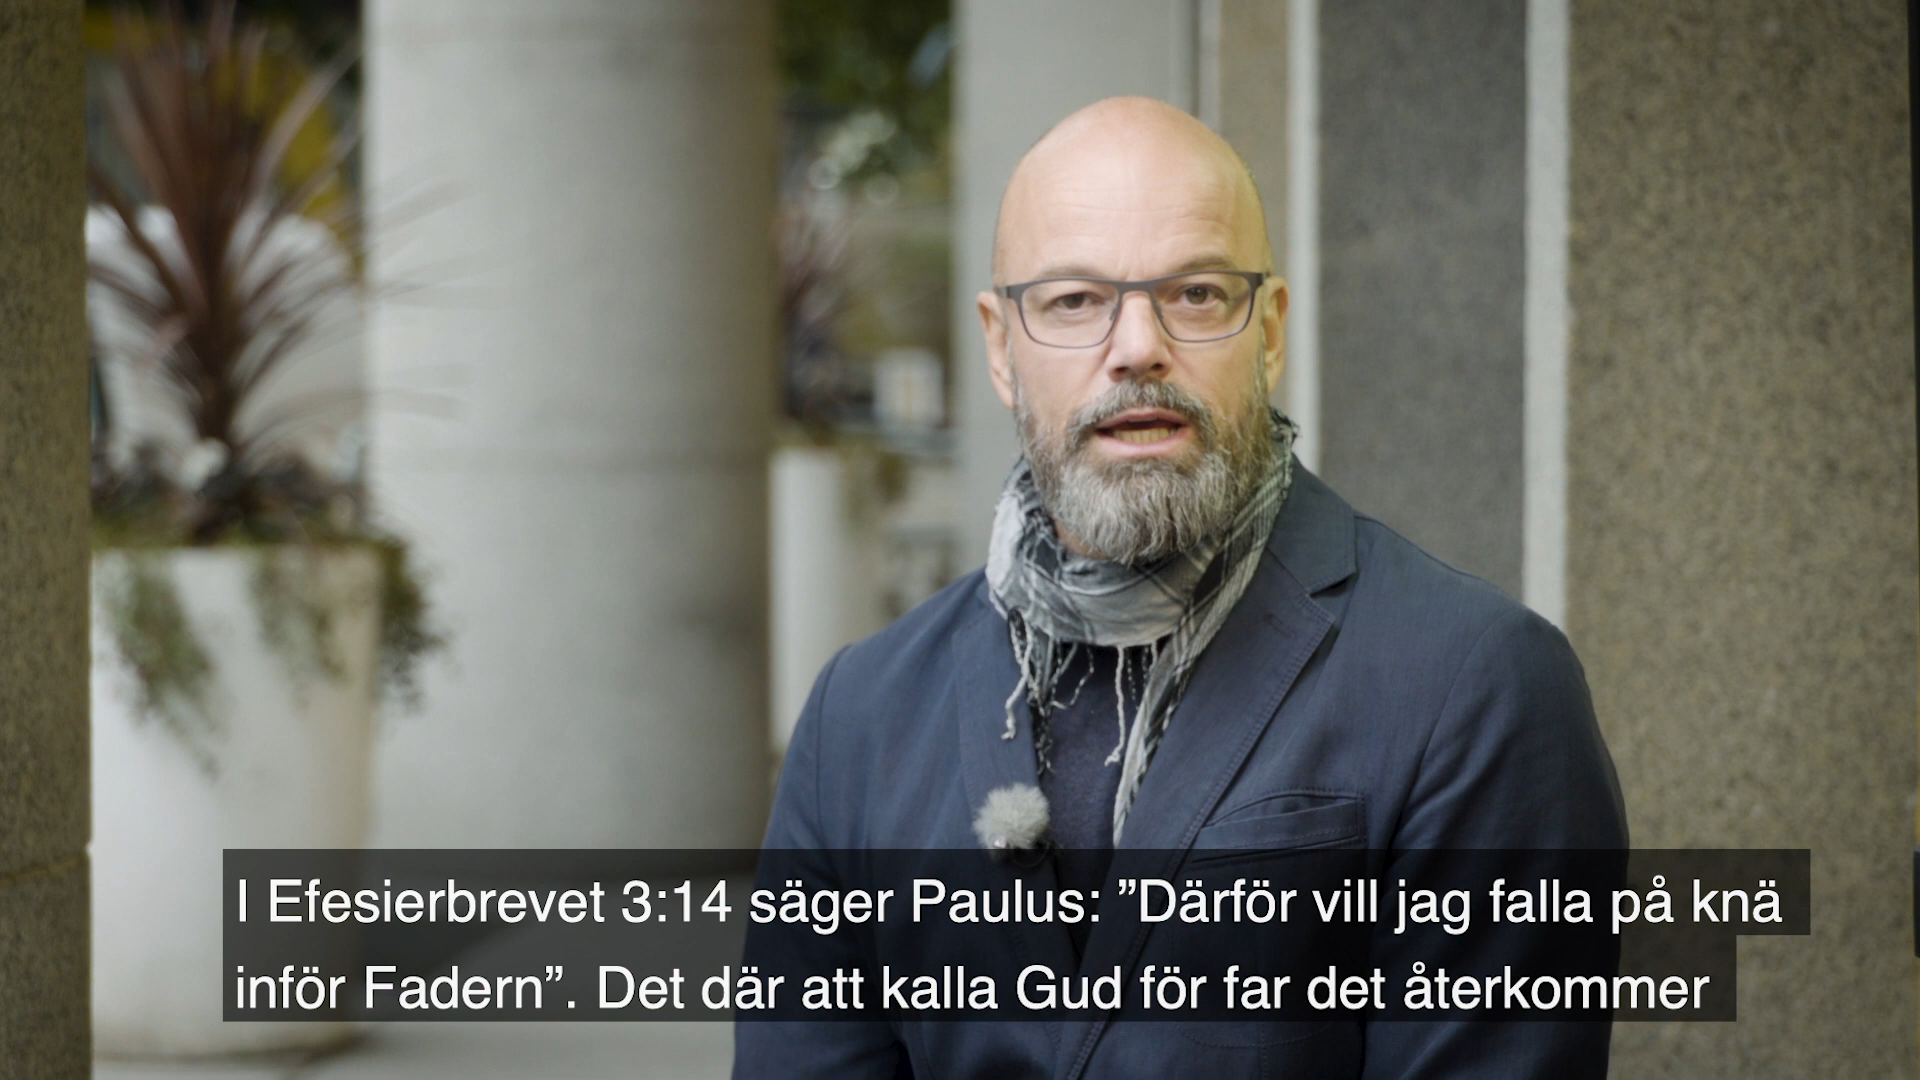 I Efesierbrevet 3:14 säger Paulus: ”Därför vill jag falla på knä
inför Fadern”. Det där att kalla Gud för far det återkommer